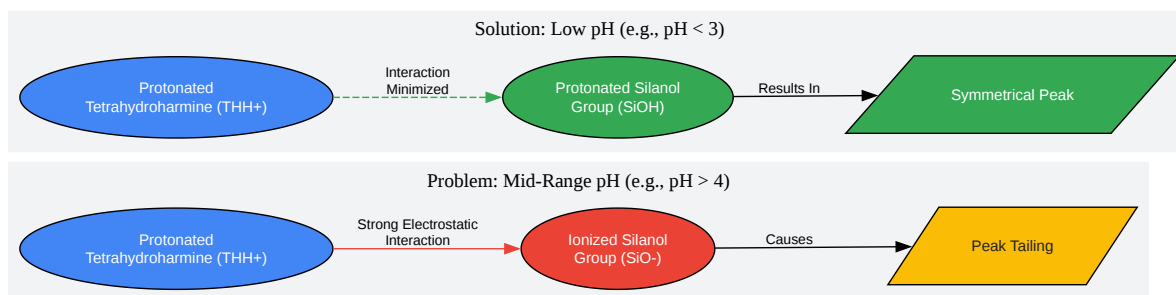 Solution: Low pH (e.g., pH < 3)
Protonated
Tetrahydroharmine (THH+)
Interaction
Minimized
Protonated Silanol
Group (SiOH)
Results In
Symmetrical Peak
Problem: Mid-Range pH (e.g., pH > 4)
Protonated
Tetrahydroharmine (THH+)
Strong Electrostatic
Interaction
Ionized Silanol
Group (SiO-)
Causes
Peak Tailing